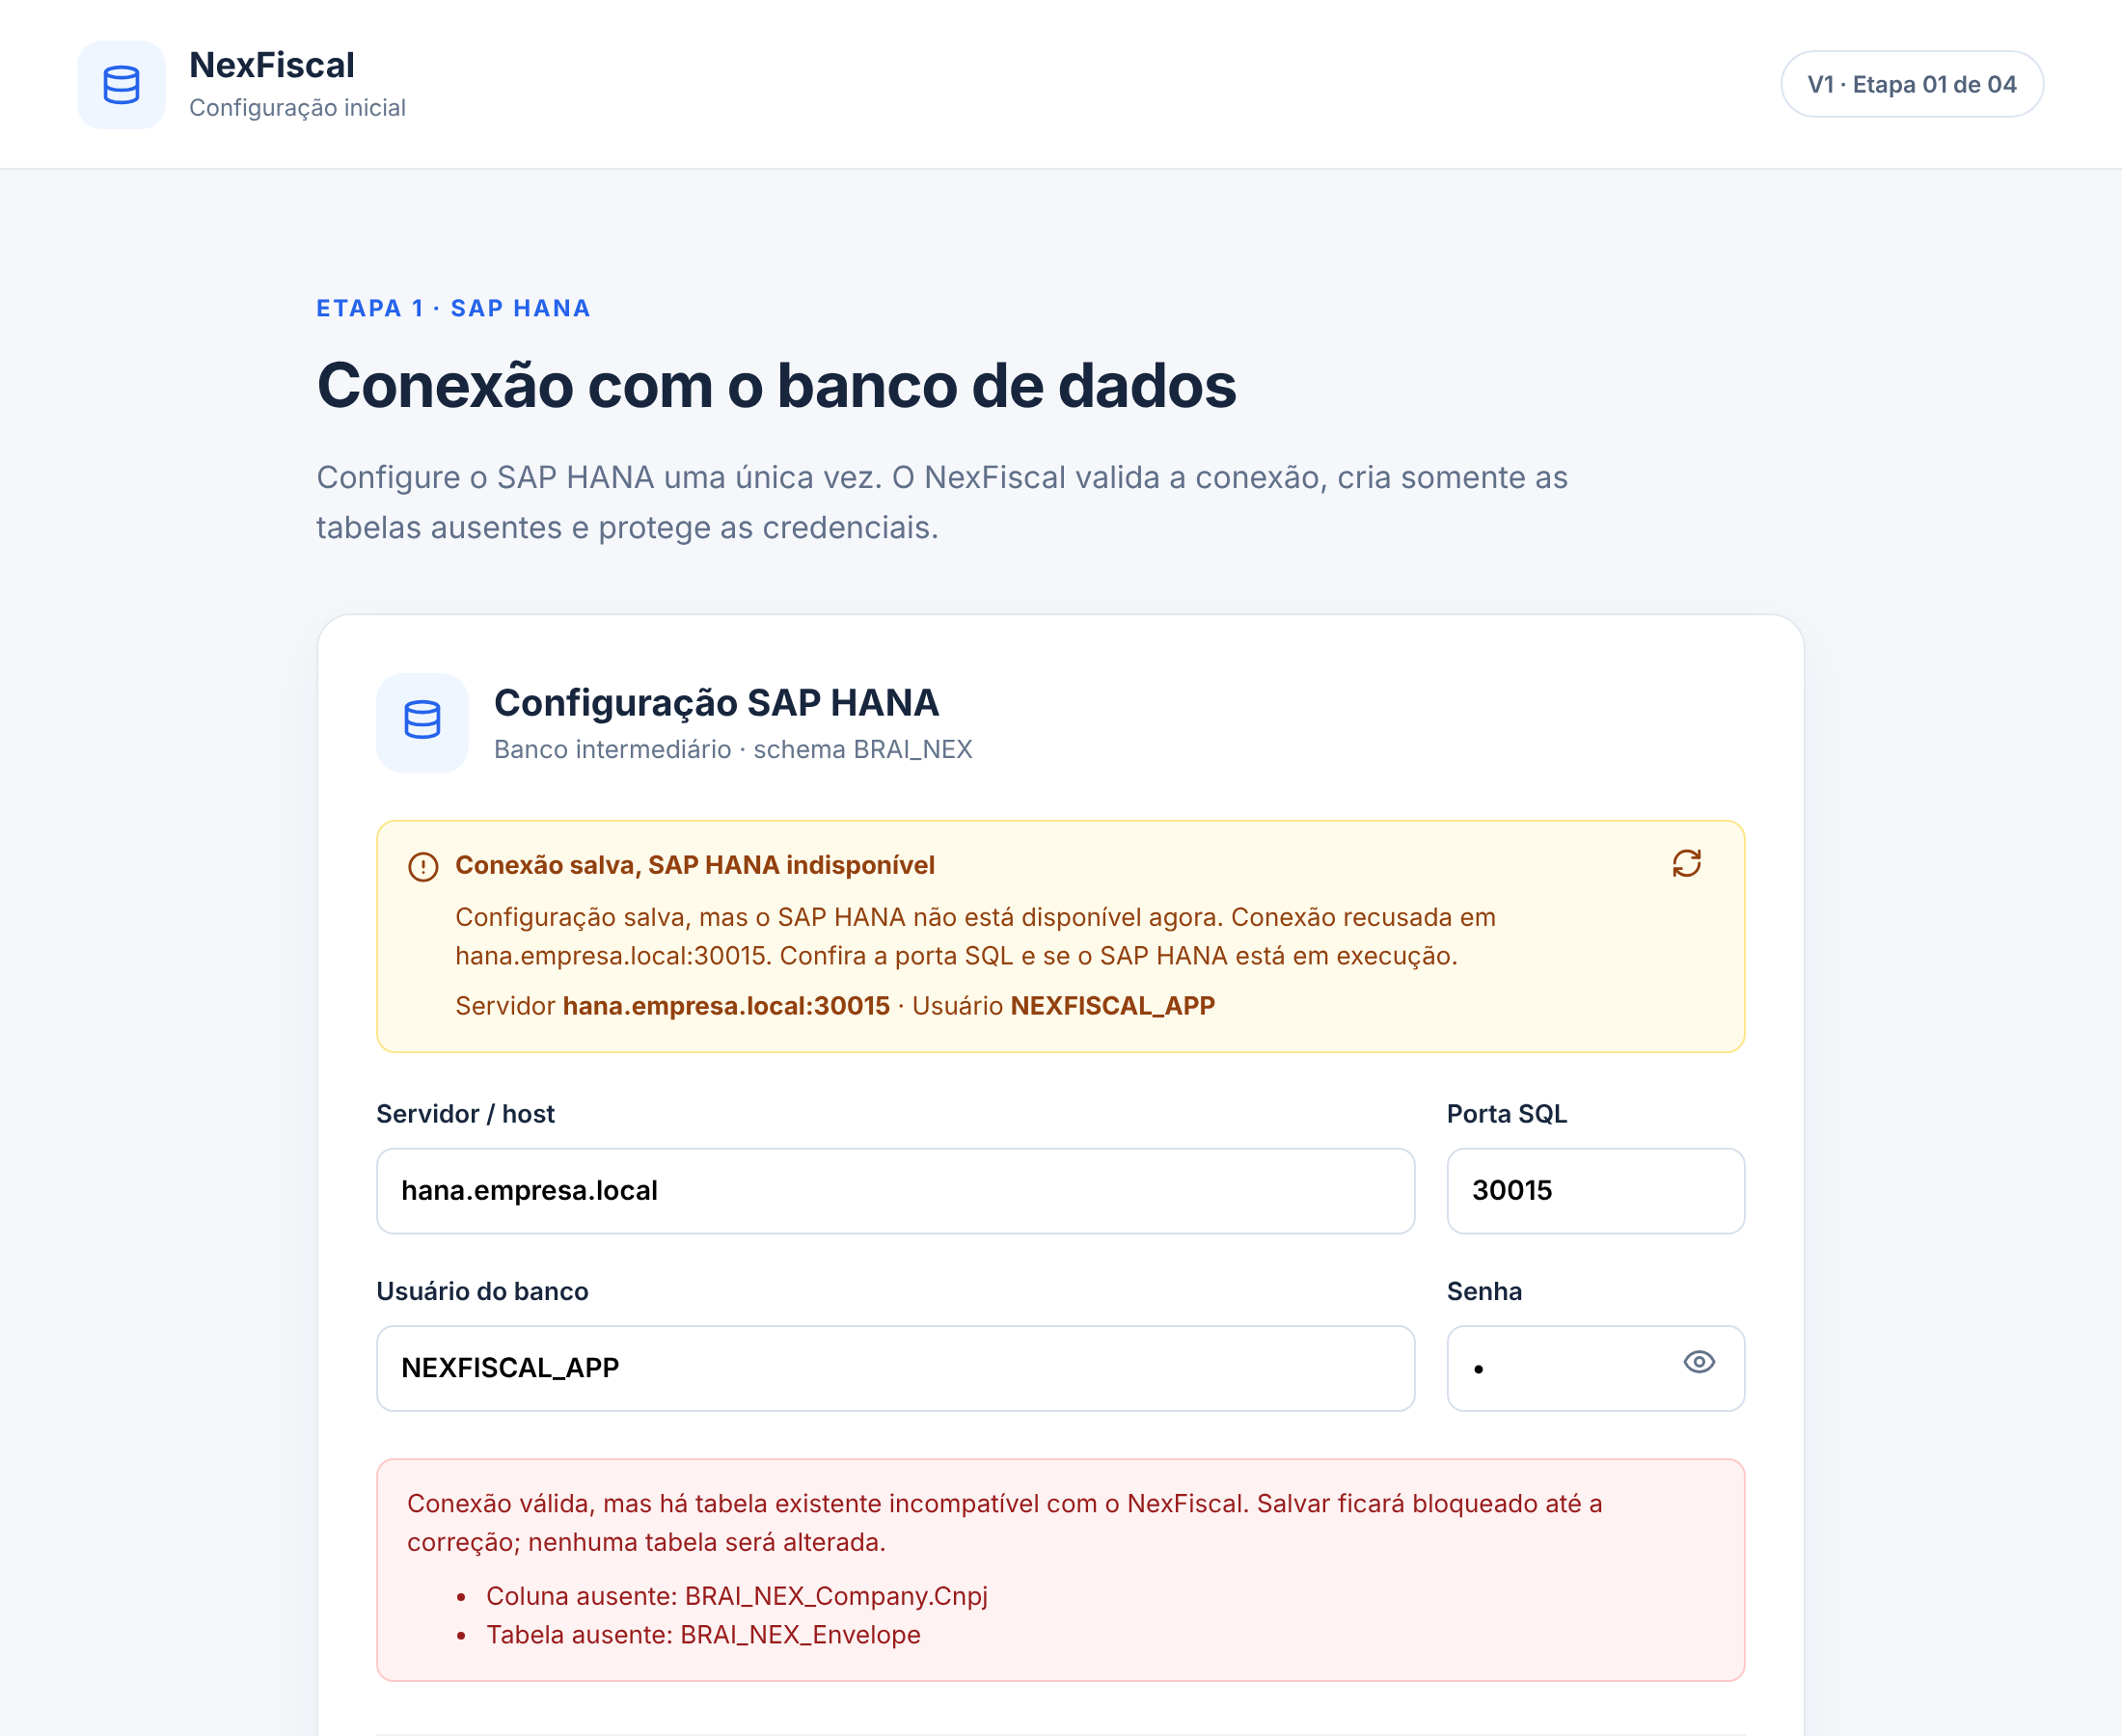 NexFiscal
Configuração inicial
V1 · Etapa 01 de 04
ETAPA 1 · SAP HANA
Conexão com o banco de dados
Configure o SAP HANA uma única vez. O NexFiscal valida a conexão, cria somente as
tabelas ausentes e protege as credenciais.
Configuração SAP HANA
Banco intermediário · schema BRAI_NEX
Conexão salva, SAP HANA indisponível
Configuração salva, mas o SAP HANA não está disponível agora. Conexão recusada em
hana.empresa.local:30015. Confira a porta SQL e se o SAP HANA está em execução.
Servidor hana.empresa.local:30015 · Usuário NEXFISCAL_APP
Servidor / host
Porta SQL
hana.empresa.local
30015
Usuário do banco
Senha
NEXFISCAL_APP
•
Conexão válida, mas há tabela existente incompatível com o NexFiscal. Salvar ficará bloqueado até a
correção; nenhuma tabela será alterada.
• Coluna ausente: BRAI_NEX_Company.Cnpj
• Tabela ausente: BRAI_NEX_Envelope